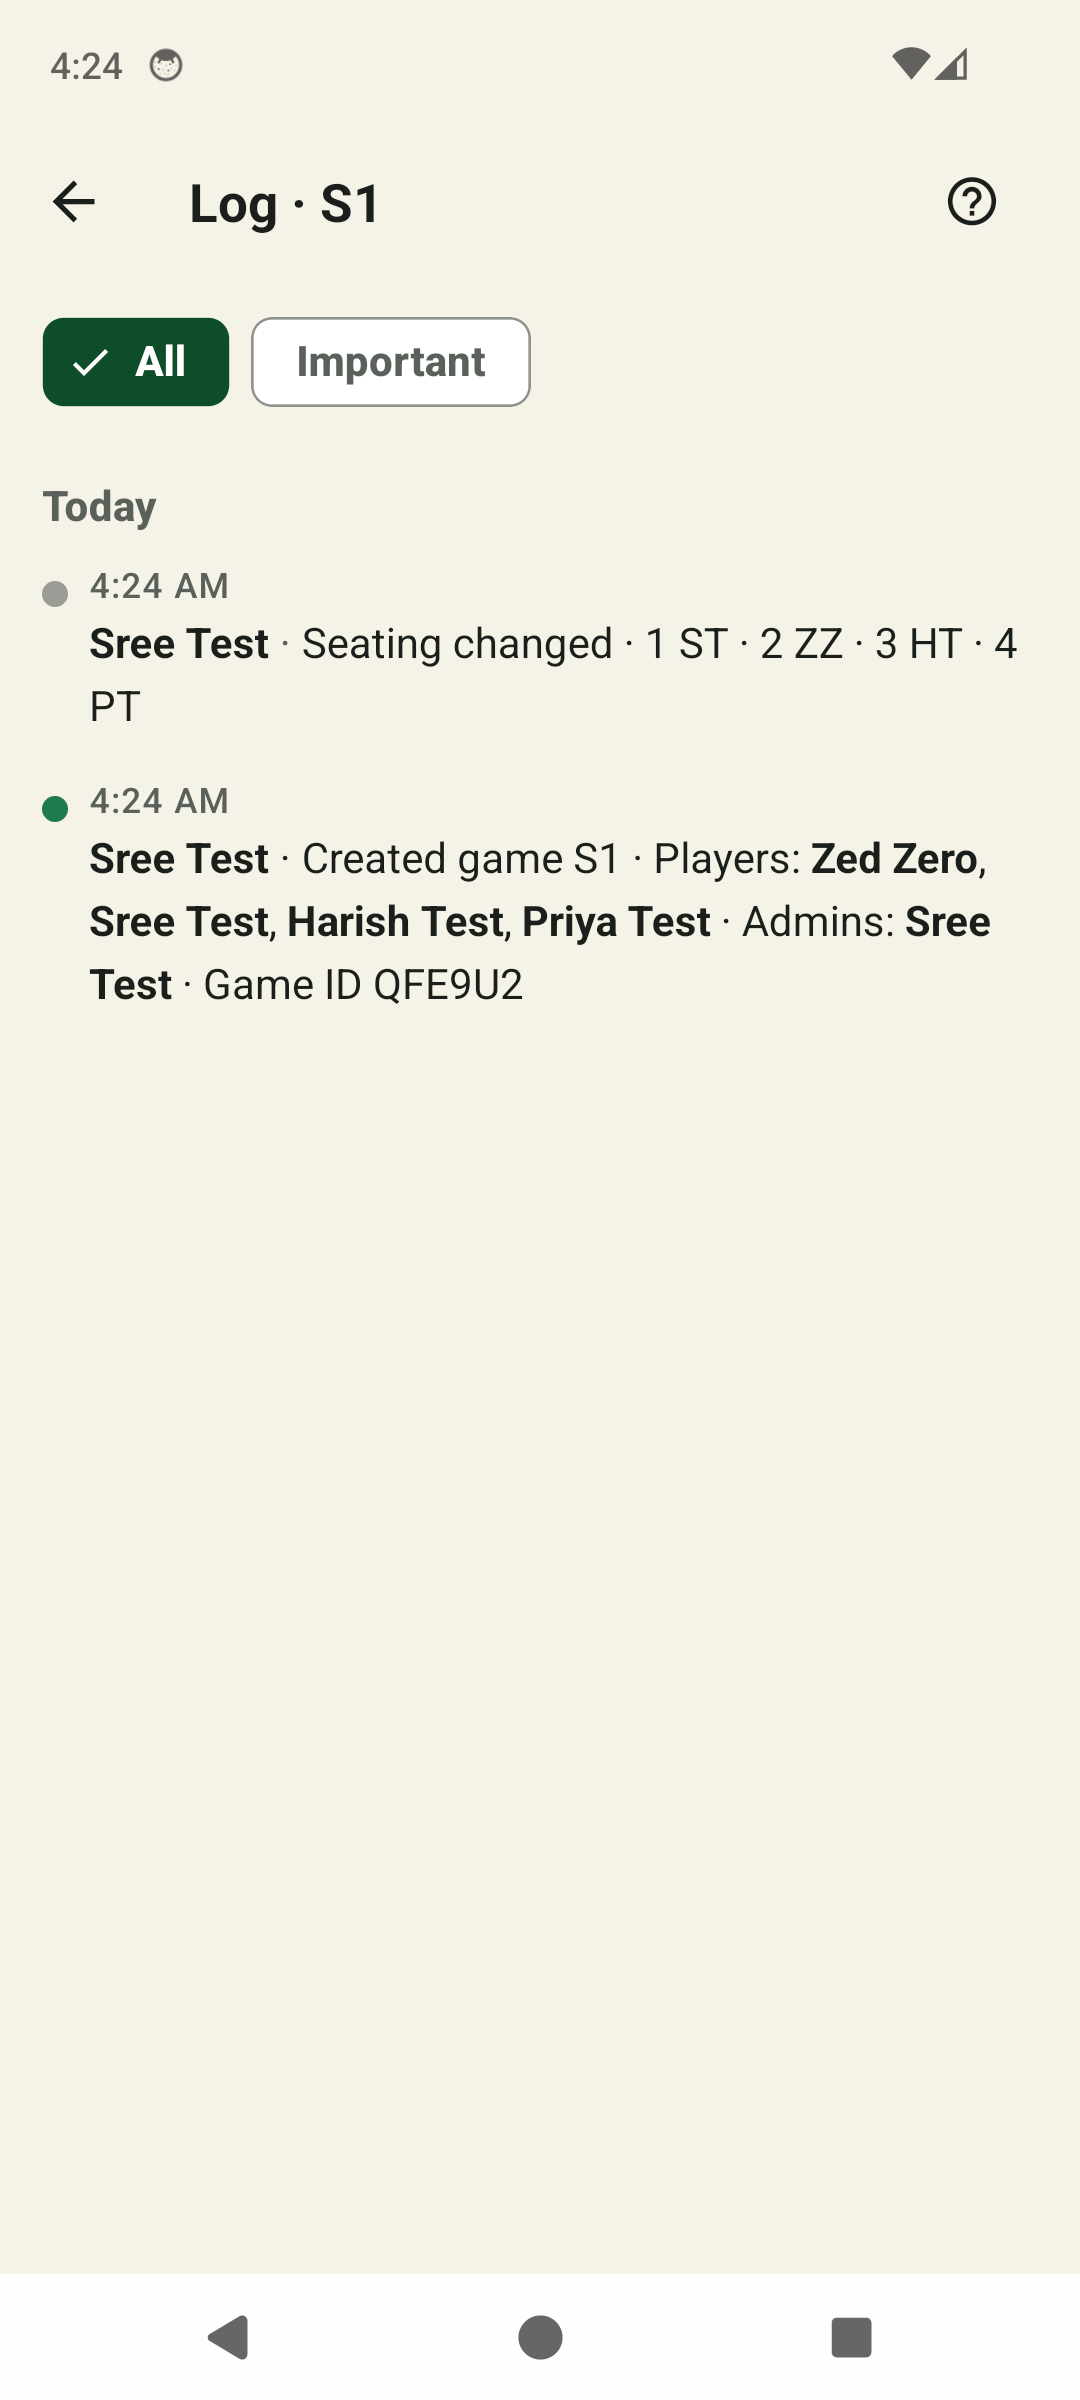 4:24
Log · S1
All
Important
Today
4:24 AM
Sree Test · Seating changed · 1 ST · 2 ZZ · 3 HT · 4
PT
4:24 AM
Sree Test · Created game S1 · Players: Zed Zero,
Sree Test, Harish Test, Priya Test · Admins: Sree
Test · Game ID QFE9U2